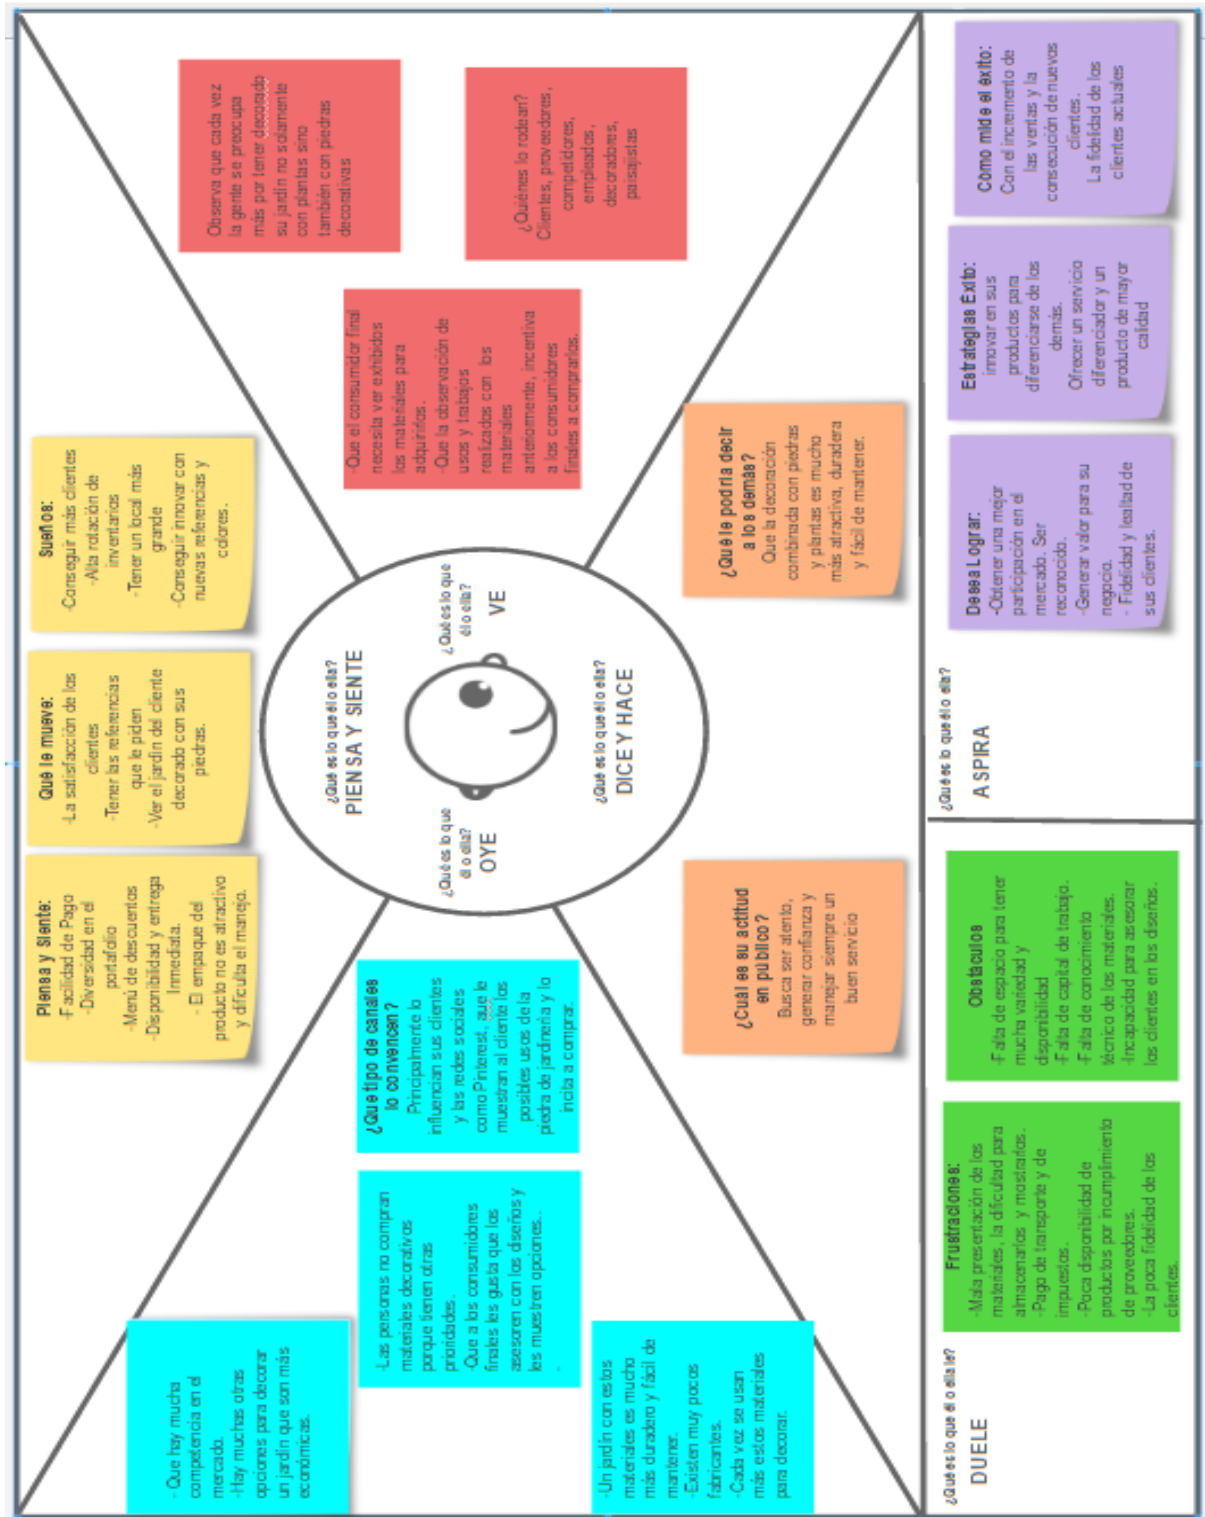 Piensa y Siente:
-Facilidad de Pago
-Diversidad en el
portafolio
-Menú de descuentos
-Disponibilidad y entrega
Inmediata.
- El empaque del
producto no es atractivo
y dificulta el manejo.
Qué le mueve:
-La satisfacción de los
clientes
-Tener las referencias
que le piden
-Ver el jardín del cliente
decorado con sus
piedras.
Sueños:
-Conseguir más clientes
-Alta rotación de
inventarios
-Tener un local más
grande
-Conseguir innovar con
nuevas referencias y
colores.
- Que hay mucha
competencia en el
mercado.
-Hay muchas otras
opciones para decorar
un jardín que son más
económicas.
¿Que tipo de canales
lo convencen?
Principalmente lo
influencian sus clientes
y las redes sociales
como Pinterest, aue le
muestran al cliente los
posibles usos de la
piedra de jardinería y lo
incita a comprar.
-Las personas no compran
materiales decorativos
porque tienen otras
prioridades.
-Que a los consumidores
finales les gusta que los
asesoren con los diseños y
les muestren opciones..
-
-Un jardín con estos
materiales es mucho
más duradero y fácil de
mantener.
-Existen muy pocos
fabricantes.
-Cada vez se usan
más estos materiales
para decorar.
¿Qué es lo que él o ella?
PIENSA Y SIENTE
¿Qué es lo que
él o ella?
OYE
¿Qué es lo que
él o ella?
VE
¿Qué es lo que él o ella?
DICE Y HACE
Observa que cada vez
la gente se preocupa
más por tener decorado
su jardín no solamente
con plantas sino
también con piedras
decorativas
-Que el consumidor final
necesita ver exhibidos
los materiales para
adquirirlos.
-Que la observación de
usos y trabajos
realizados con los
materiales
anteriormente, incentiva
a los consumidores
finales a comprarlos.
¿Quiénes lo rodean?
Clientes, proveedores,
competidores,
empleados,
decoradores,
paisajistas
¿Cuál es su actitud
en público?
Busca ser atento,
generar confianza y
manejar siempre un
buen servicio
¿Qué le podría decir
a los demás?
Que la decoración
combinada con piedras
y plantas es mucho
más atractiva, duradera
y fácil de mantener.
¿Qué es lo que él o ella le?
DUELE
Frustraciones:
-Mala presentación de los
materiales, la dificultad para
almacenarlos y mostrarlos.
-Pago de transporte y de
impuestos.
-Poca disponibilidad de
productos por incumplimiento
de proveedores.
-La poca fidelidad de los
clientes.
Obstáculos
-Falta de espacio para tener
mucha variedad y
disponibilidad
-Falta de capital de trabajo.
-Falta de conocimiento
técnico de los materiales.
-Incapacidad para asesorar
los clientes en los diseños.
¿Qué es lo que él o ella?
ASPIRA
Desea Lograr:
-Obtener una mejor
participación en el
mercado. Ser
reconocido.
-Generar valor para su
negocio.
- Fidelidad y lealtad de
sus clientes.
Estrategias Éxito:
innovar en sus
productos para
diferenciarse de los
demás.
Ofrecer un servicio
diferenciador y un
producto de mayor
calidad
Como mide el éxito:
Con el incremento de
las ventas y la
consecución de nuevos
clientes.
La fidelidad de los
clientes actuales